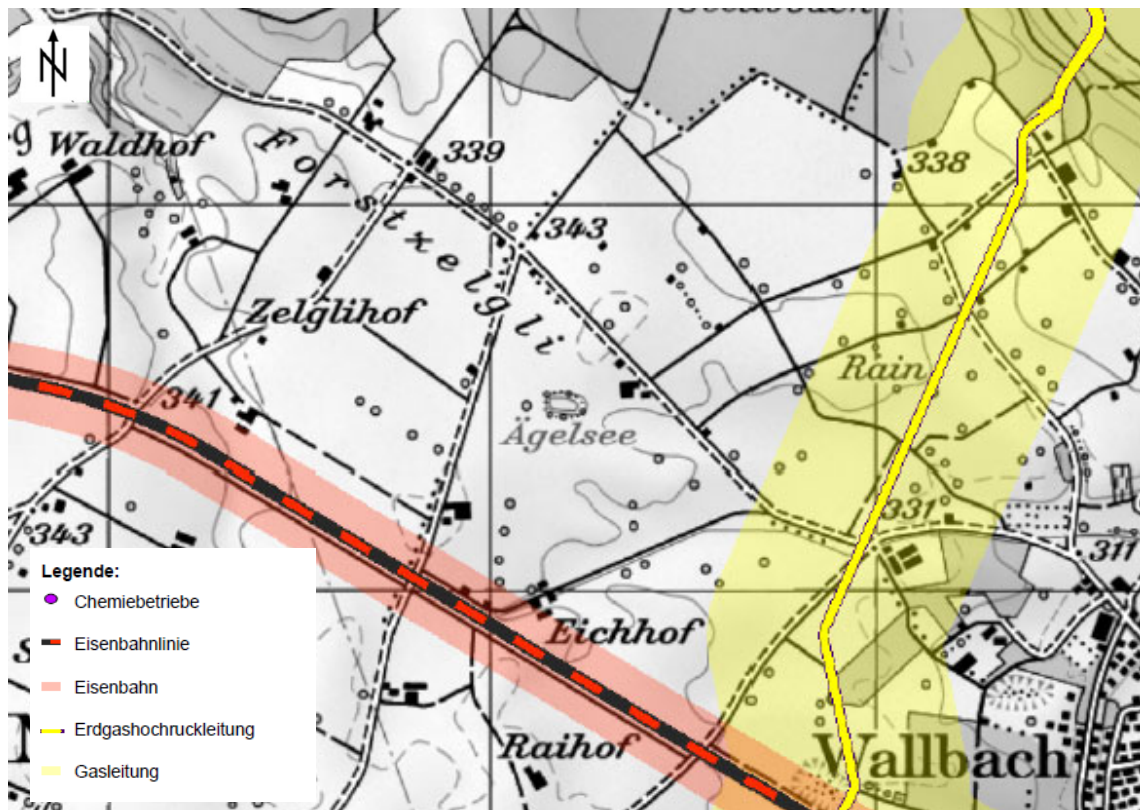 N
g
Waldhof
339
338
Forstxelgli
343
Zelglihof
Rain
341
Ägelsee
331
343
311
Legende:
Chemiebetriebe
Eisenbahnlinie
Eisenbahn
Erdgashochruckleitung
Gasleitung
Eichhof
Raihof
Wallbach